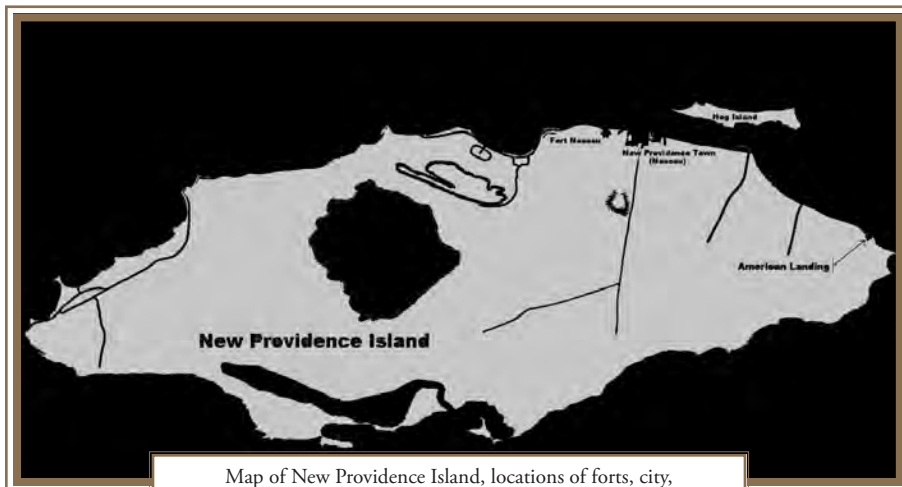 Hog Island
Fort Nassau
New Providence Town
(Nassau)
American Landing
New Providence Island
Map of New Providence Island, locations of forts, city,